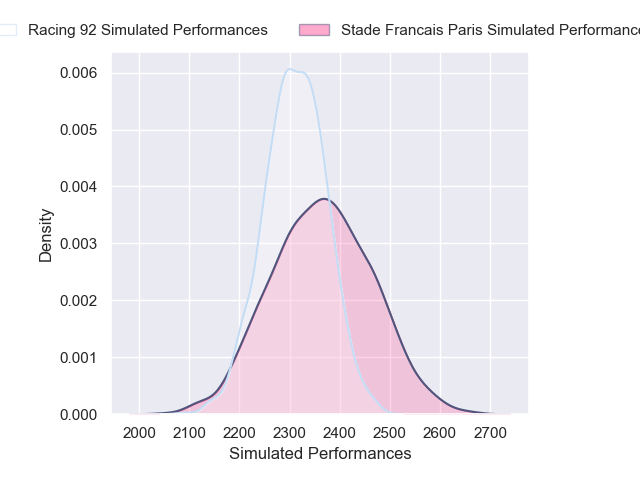 Racing 92 Simulated Performances Stade Francais Paris Simulated Performance
0.006
0.005
0.004
0.003
0.002
0.001
0.000
Density
2000 2100 2200 2300 2400 2500 2600 2700
Simulated Performances